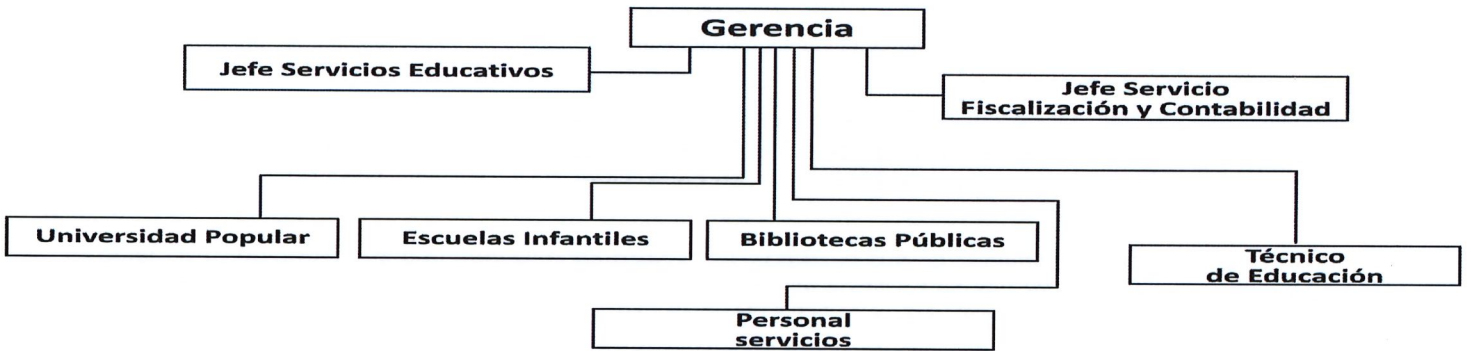 Gerencia
Jefe Servicios Educativos
Jefe Servicio
Fiscalización y Contabilidad
Universidad Popular
Escuelas Infantiles
Bibliotecas Públicas
Técnico
de Educación
Personal
servicios